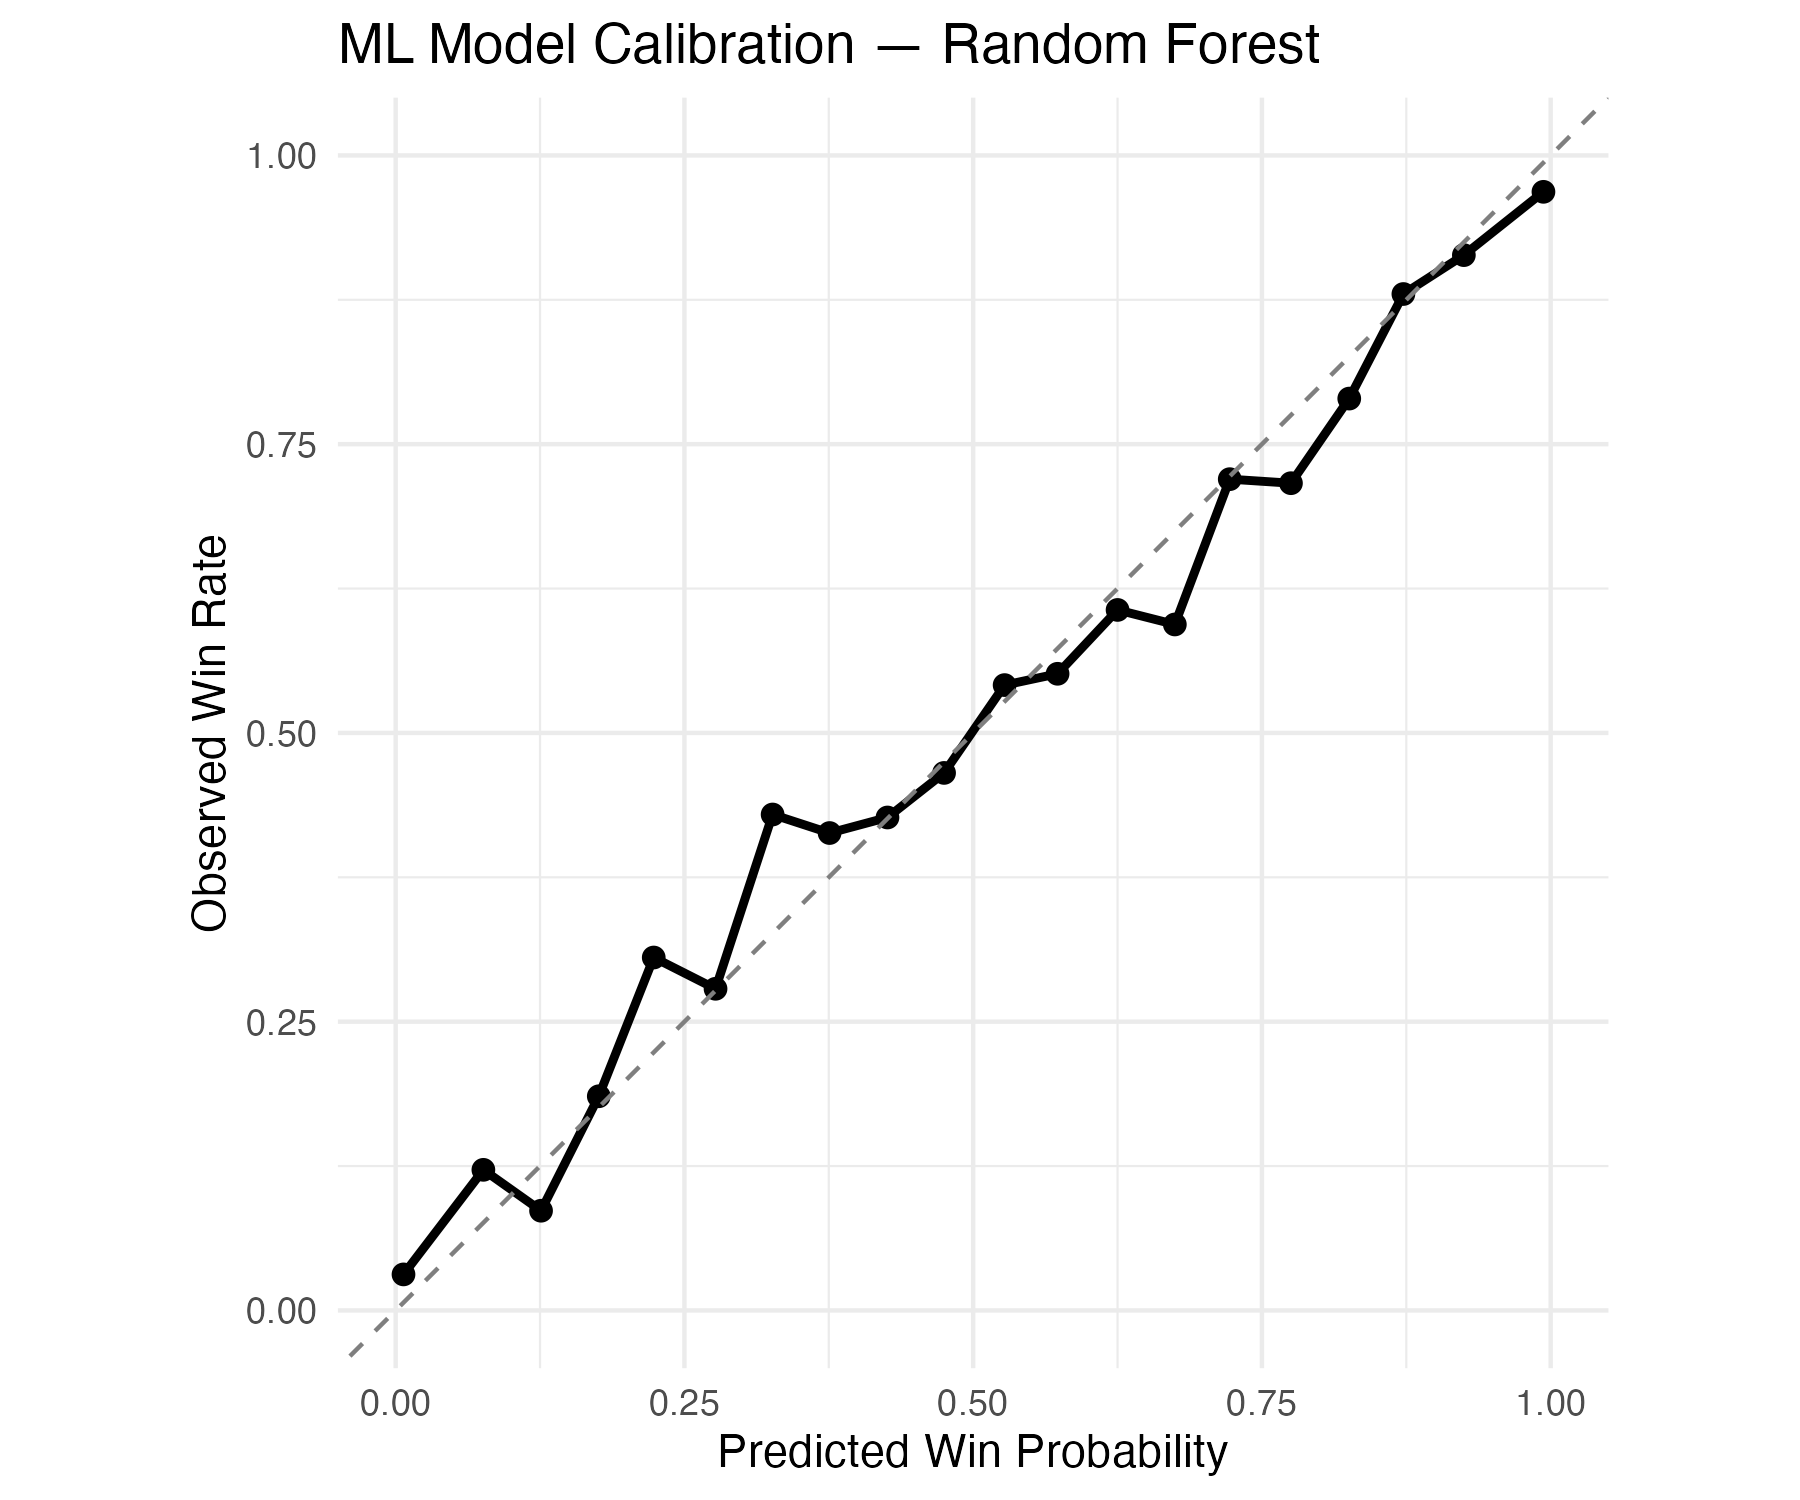 ML Model Calibration — Random Forest
1.00
0.75
0.50
0.25
0.00
Observed Win Rate
0.00 0.25 0.50 0.75 1.00
Predicted Win Probability